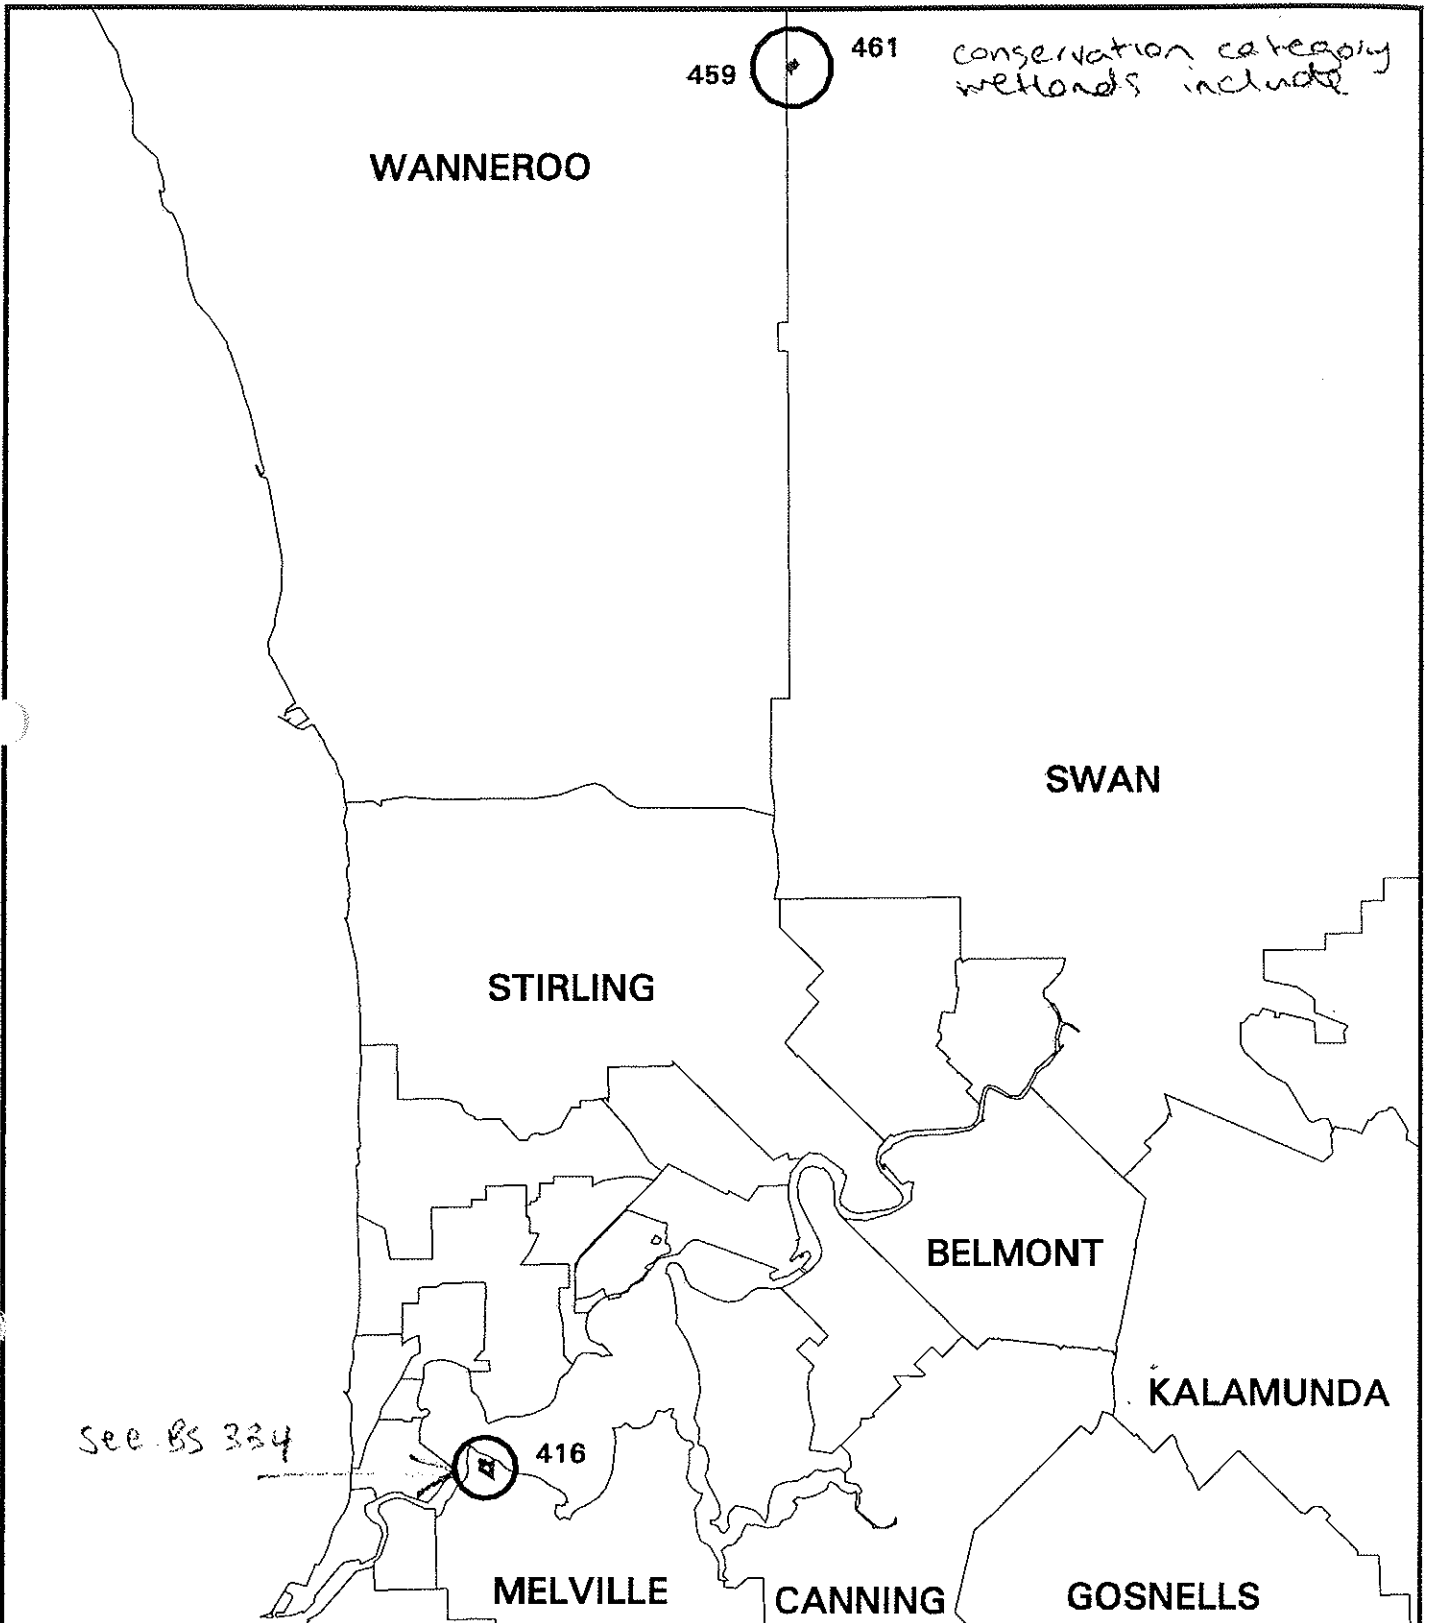 461
conservation category
wetlands include
459
WANNEROO
SWAN
STIRLING
BELMONT
KALAMUNDA
see BS 334
416
MELVILLE
CANNING
GOSNELLS